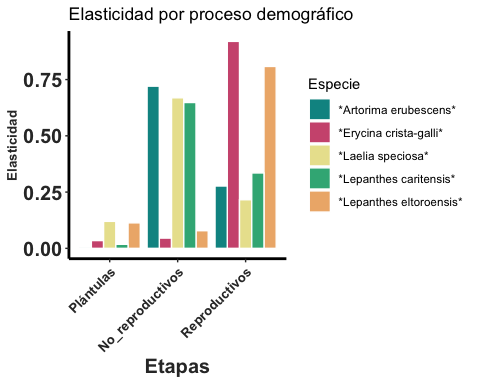 Elasticidad por proceso demográfico
Elasticidad
0.75
0.50
0.25
0.00
Plántulas
No_reproductivos
Reproductivos
Etapas
Especie
*Artorima erubescens*
*Erycina crista-galli*
*Laelia speciosa*
*Lepanthes caritensis*
*Lepanthes eltoroensis*